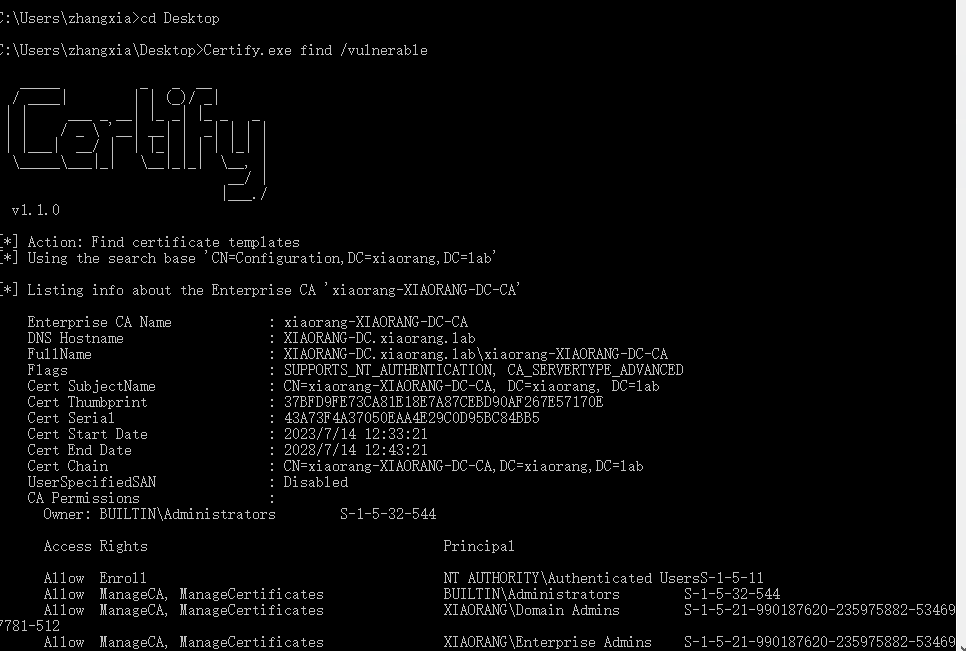 C:\Users\zhangxia>cd Desktop
C:\Users\zhangxia\Desktop>Certify.exe find /vulnerable
Certify
v1.1.0
[*] Action: Find certificate templates
[*] Using the search base 'CN=Configuration,DC=xiaorang,DC=lab'
[*] Listing info about the Enterprise CA 'xiaorang-XIAORANG-DC-CA'
Enterprise CA Name : xiaorang-XIAORANG-DC-CA
DNS Hostname : XIAORANG-DC.xiaorang.lab
FullName : XIAORANG-DC.xiaorang.lab\xiaorang-XIAORANG-DC-CA
Flags : SUPPORTS_NT_AUTHENTICATION, CA_SERVERTYPE_ADVANCED
Cert SubjectName : CN=xiaorang-XIAORANG-DC-CA, DC=xiaorang, DC=lab
Cert Thumbprint : 37BFD9FE73CA81E18E7A87CEBD90AF267E57170E
Cert Serial : 43A73F4A37050EAA4E29C0D95BC84BB5
Cert Start Date : 2023/7/14 12:33:21
Cert End Date : 2028/7/14 12:43:21
Cert Chain : CN=xiaorang-XIAORANG-DC-CA,DC=xiaorang,DC=lab
UserSpecifiedSAN : Disabled
CA Permissions :
Owner: BUILTIN\Administrators S-1-5-32-544
Access Rights Principal
Allow Enroll NT AUTHORITY\Authenticated UsersS-1-5-11
Allow ManageCA, ManageCertificates BUILTIN\Administrators S-1-5-32-544
Allow ManageCA, ManageCertificates XIAORANG\Domain Admins S-1-5-21-990187620-235975882-53469
7781-512
Allow ManageCA, ManageCertificates XIAORANG\Enterprise Admins S-1-5-21-990187620-235975882-53469